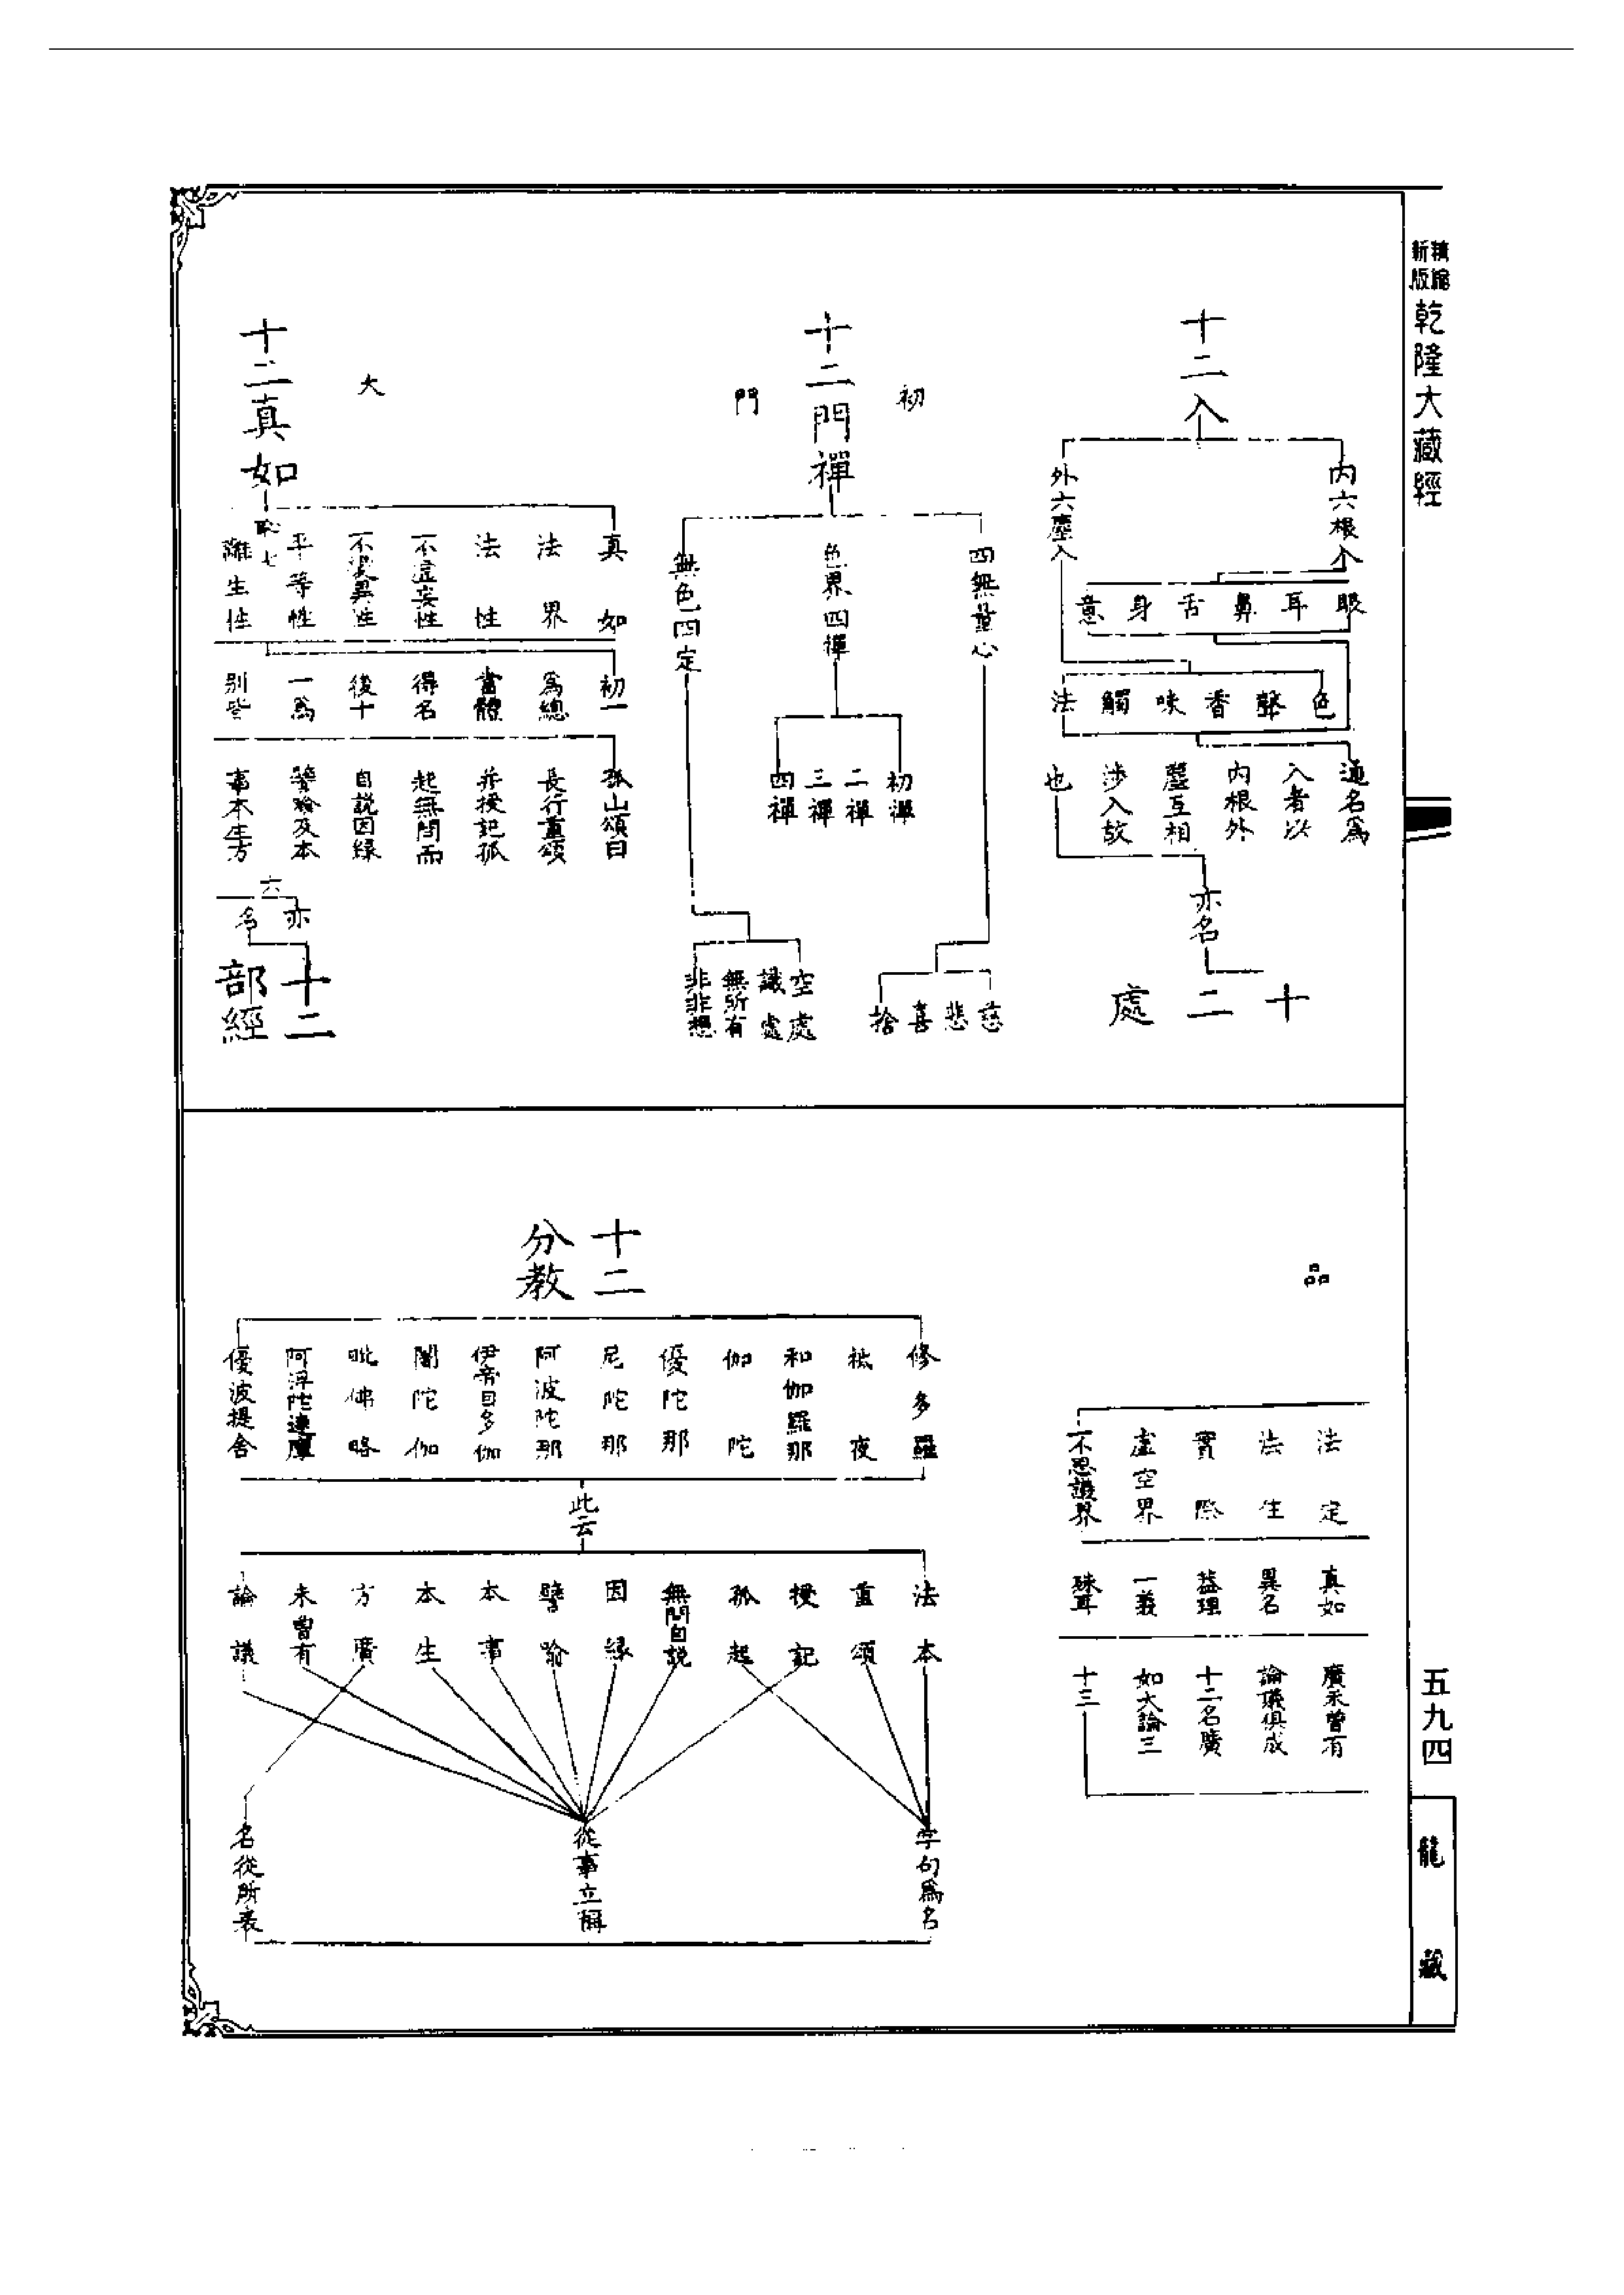 新版
精縮
乾隆大藏經
五九四
龍藏
十二入
內六根入
眼
耳
鼻
舌
身
意
外六塵入
色
聲
香
味
觸
法
通名為
入者以
內根外
塵互相
涉入故
也
亦名
十二處
初
門
十二門禪
四無量心
慈
悲
喜
捨
色界四禪
初禪
二禪
三禪
四禪
無色四定
空處
識處
無所有
非非想
大
十二真如
真如
法界
法性
不虛妄性
不變異性
平等性
離生性
初一
為總
當體
得名
後十
一為
別皆
孤山頌曰
長行重頌
并授記孤
起無問而
自說因緣
譬喻及本
事本生方
六
亦名
十二部經
品
法定
法住
實際
虛空界
不思議界
真如
異名
蓋理
一義
殊耳
廣未曾有
論議俱成
十二名廣
如大論三
十三
十二分教
修多羅
祇夜
和伽羅那
伽陀
優陀那
尼陀那
阿波陀那
伊帝目多伽
闍陀伽
毗佛略
阿浮陀達摩
優波提舍
此云
法本
重頌
授記
孤起
無問自說
因緣
譬喻
本事
本生
方廣
未曾有
論議
字句為名
從事立稱
名從所表